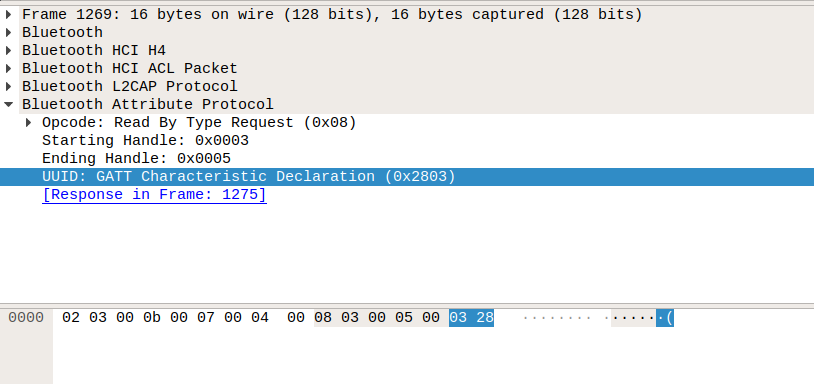 Frame 1269: 16 bytes on wire (128 bits), 16 bytes captured (128 bits)
Bluetooth
Bluetooth HCI H4
Bluetooth HCI ACL Packet
Bluetooth L2CAP Protocol
Bluetooth Attribute Protocol
Opcode: Read By Type Request (0x08)
Starting Handle: 0x0003
Ending Handle: 0x0005
UUID: GATT Characteristic Declaration (0x2803)
[Response in Frame: 1275]
0000 02 03 00 0b 00 07 00 04 00 08 03 00 05 00 03 28 ········ ·······(